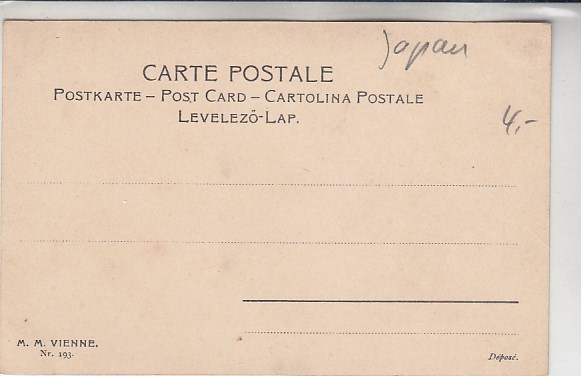 Japan
CARTE POSTALE
POSTKARTE – POST CARD – CARTOLINA POSTALE
LEVELEZŐ-LAP.
4,-
M. M. VIENNE.
Nr. 193.
Déposé.